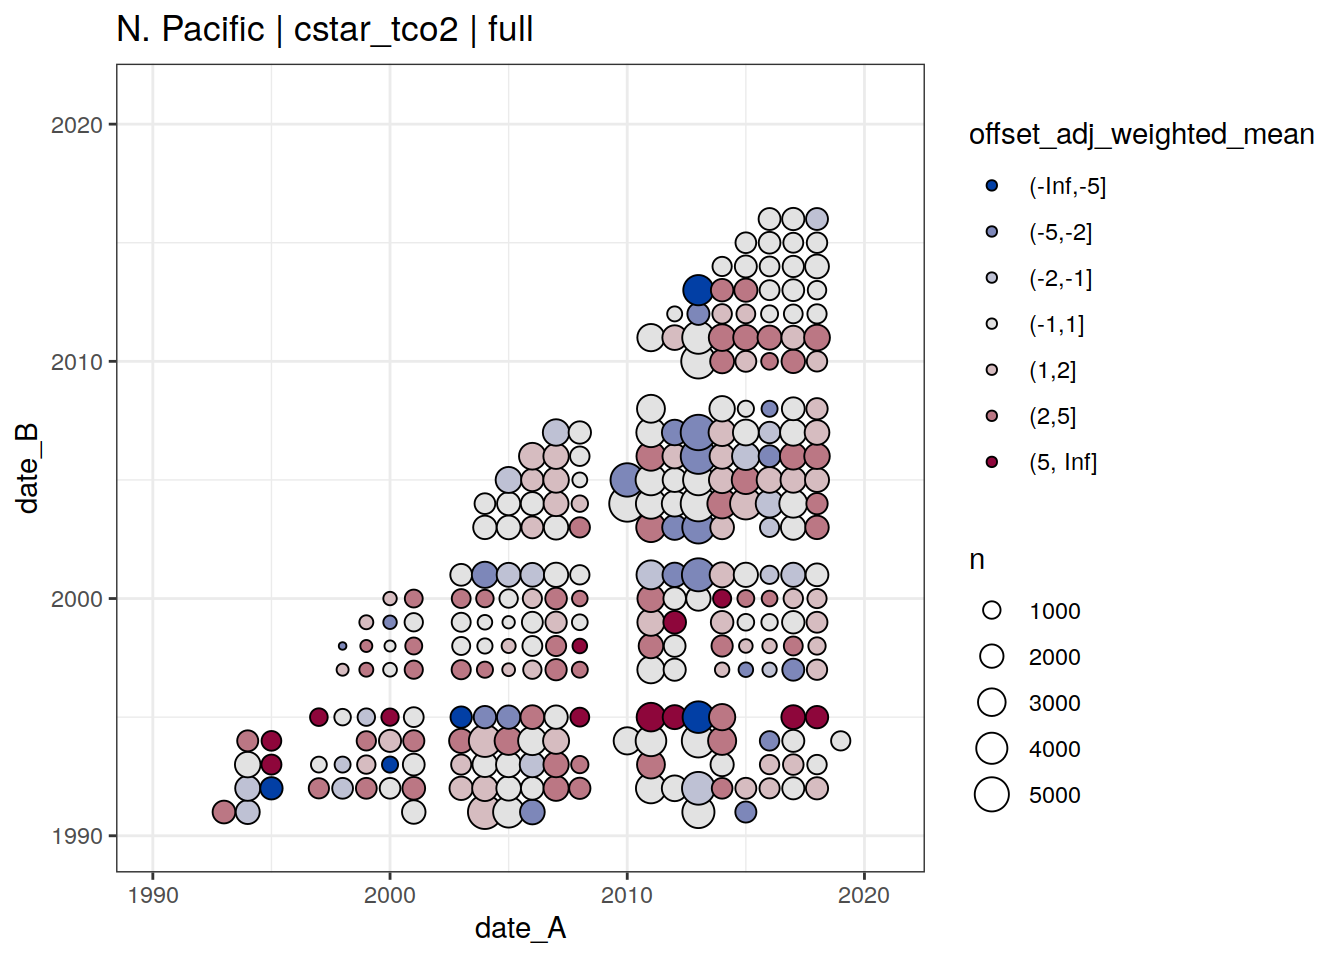 N. Pacific | cstar_tco2 | full
2020
2010
2000
1990
date_B
1990
2000
2010
2020
date_A
offset_adj_weighted_mean
(-Inf,-5]
(-5,-2]
(-2,-1]
(-1,1]
(1,2]
(2,5]
(5, Inf]
n
1000
2000
3000
4000
5000